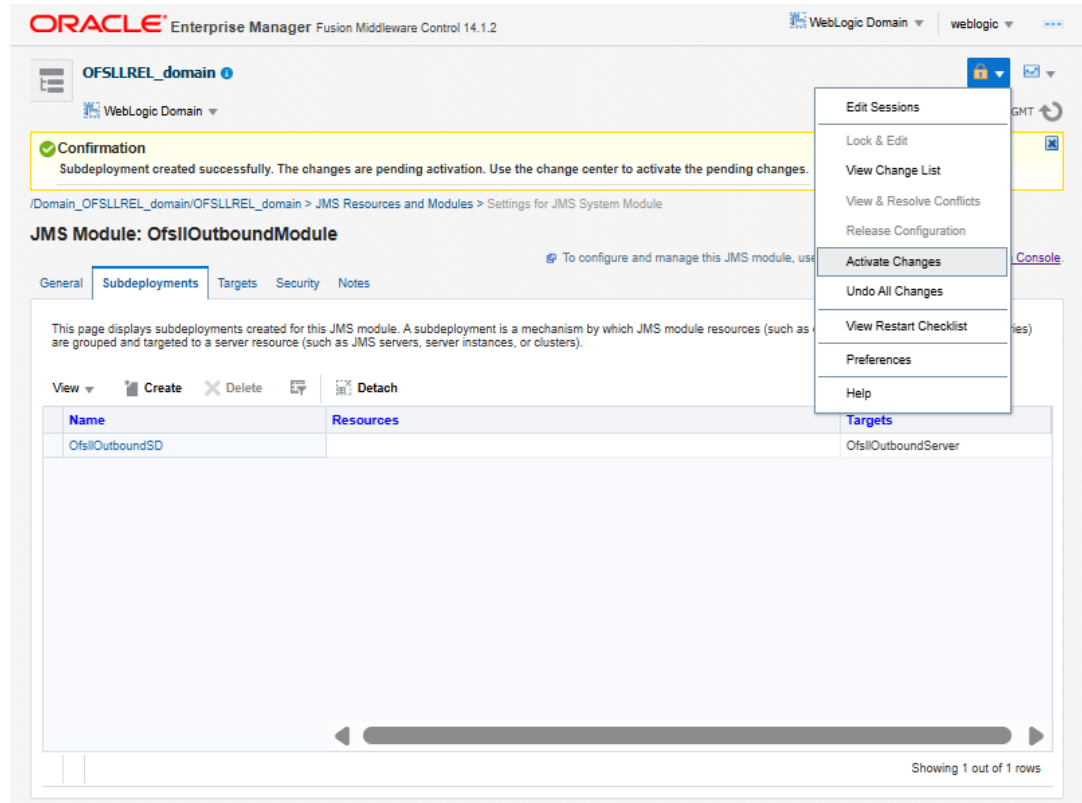 ORACLE Enterprise Manager Fusion Middleware Control 14.1.2
WebLogic Domain weblogic
OFSLLREL_domain
WebLogic Domain
GMT
Confirmation
Subdeployment created successfully. The changes are pending activation. Use the change center to activate the pending changes.
/Domain_OFSLLREL_domain/OFSLLREL_domain > JMS Resources and Modules > Settings for JMS System Module
JMS Module: OfsllOutboundModule
To configure and manage this JMS module, use
Console.
General Subdeployments Targets Security Notes
This page displays subdeployments created for this JMS module. A subdeployment is a mechanism by which JMS module resources (such as
ies)
are grouped and targeted to a server resource (such as JMS servers, server instances, or clusters).
View Create Delete Detach
Name Resources Targets
OfsllOutboundSD OfsllOutboundServer
Showing 1 out of 1 rows
Edit Sessions
Lock & Edit
View Change List
View & Resolve Conflicts
Release Configuration
Activate Changes
Undo All Changes
View Restart Checklist
Preferences
Help